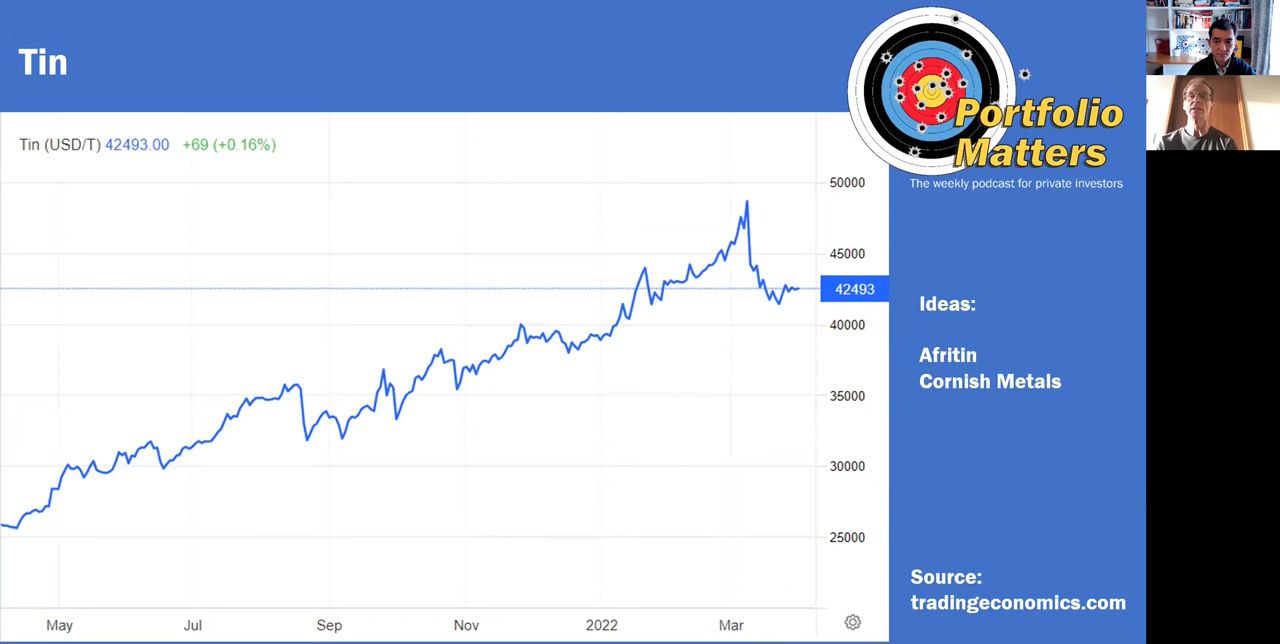 Tin
Portfolio
Matters
The weekly podcast for private investors
Tin (USD/T) 42493.00 +69 (+0.16%)
50000
45000
42493
40000
35000
30000
25000
May Jul Sep Nov 2022 Mar
Ideas:
Afritin
Cornish Metals
Source:
tradingeconomics.com